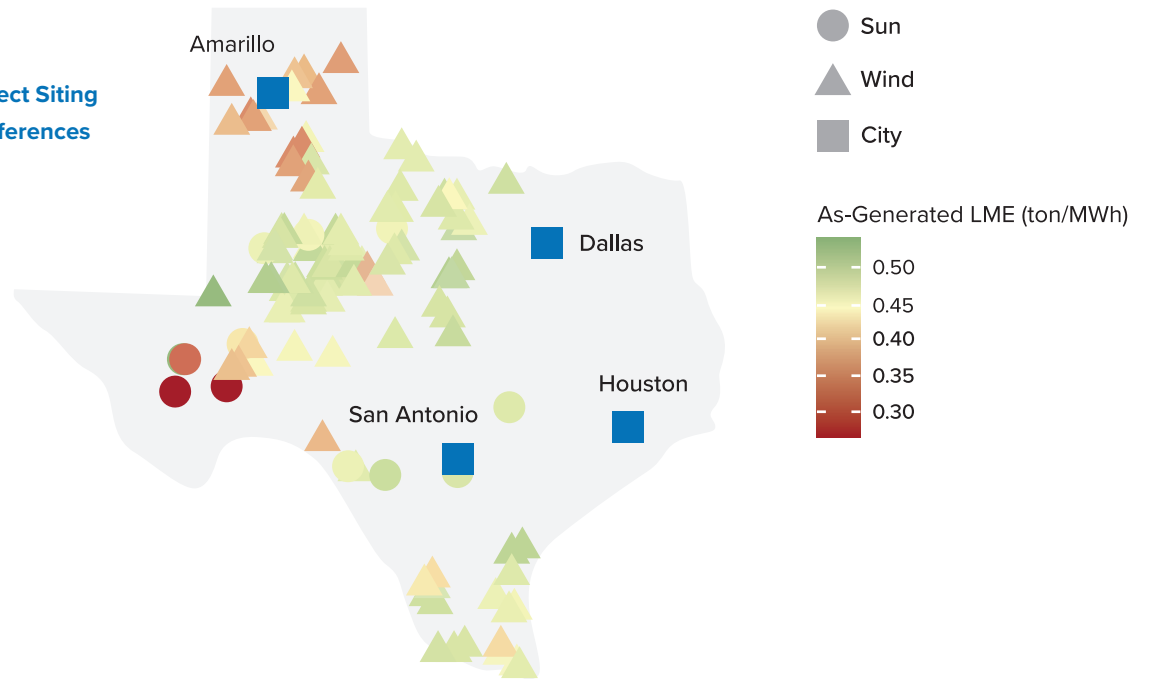 Amarillo
ect Siting
ferences
Dallas
Houston
San Antonio
Sun
Wind
City
As-Generated LME (ton/MWh)
0.50
0.45
0.40
0.35
0.30